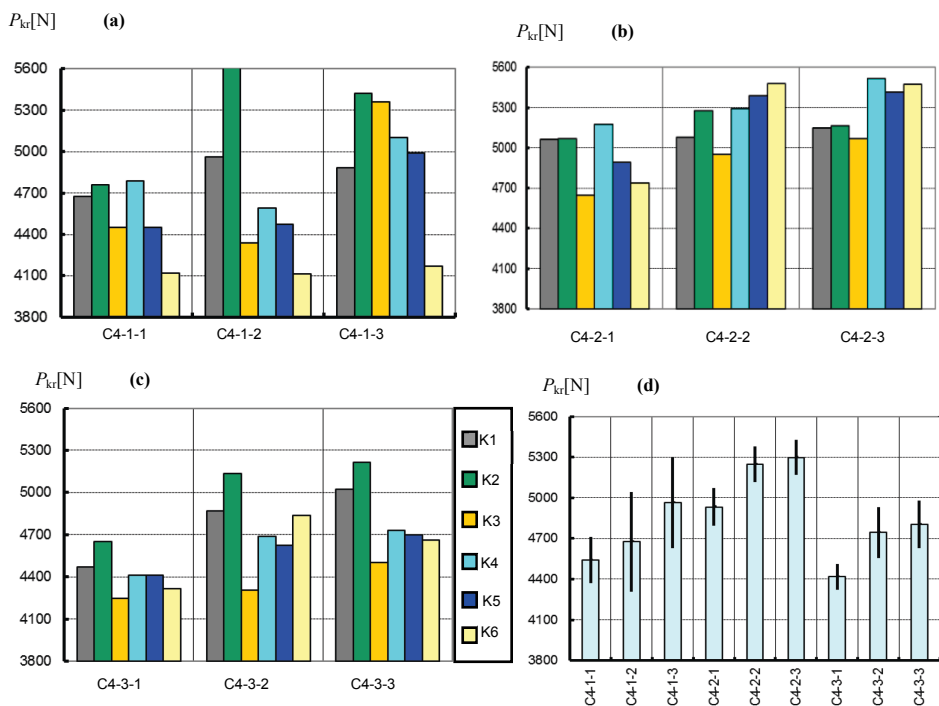 P_kr[N] (a)
5600
5300
5000
4700
4400
4100
3800
C4-1-1 C4-1-2 C4-1-3
P_kr[N] (b)
5600
5300
5000
4700
4400
4100
3800
C4-2-1 C4-2-2 C4-2-3
P_kr[N] (c)
5600
5300
5000
4700
4400
4100
3800
C4-3-1 C4-3-2 C4-3-3
K1
K2
K3
K4
K5
K6
P_kr[N] (d)
5600
5300
5000
4700
4400
4100
3800
C4-1-1
C4-1-2
C4-1-3
C4-2-1
C4-2-2
C4-2-3
C4-3-1
C4-3-2
C4-3-3